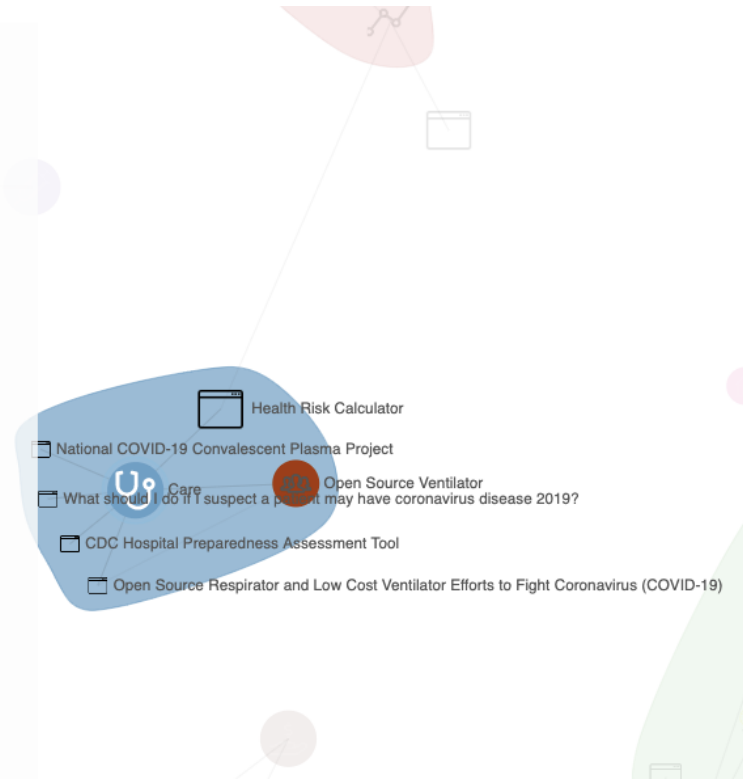 Health Risk Calculator
National COVID-19 Convalescent Plasma Project
Care
Open Source Ventilator
What should I do if I suspect a patient may have coronavirus disease 2019?
CDC Hospital Preparedness Assessment Tool
Open Source Respirator and Low Cost Ventilator Efforts to Fight Coronavirus (COVID-19)